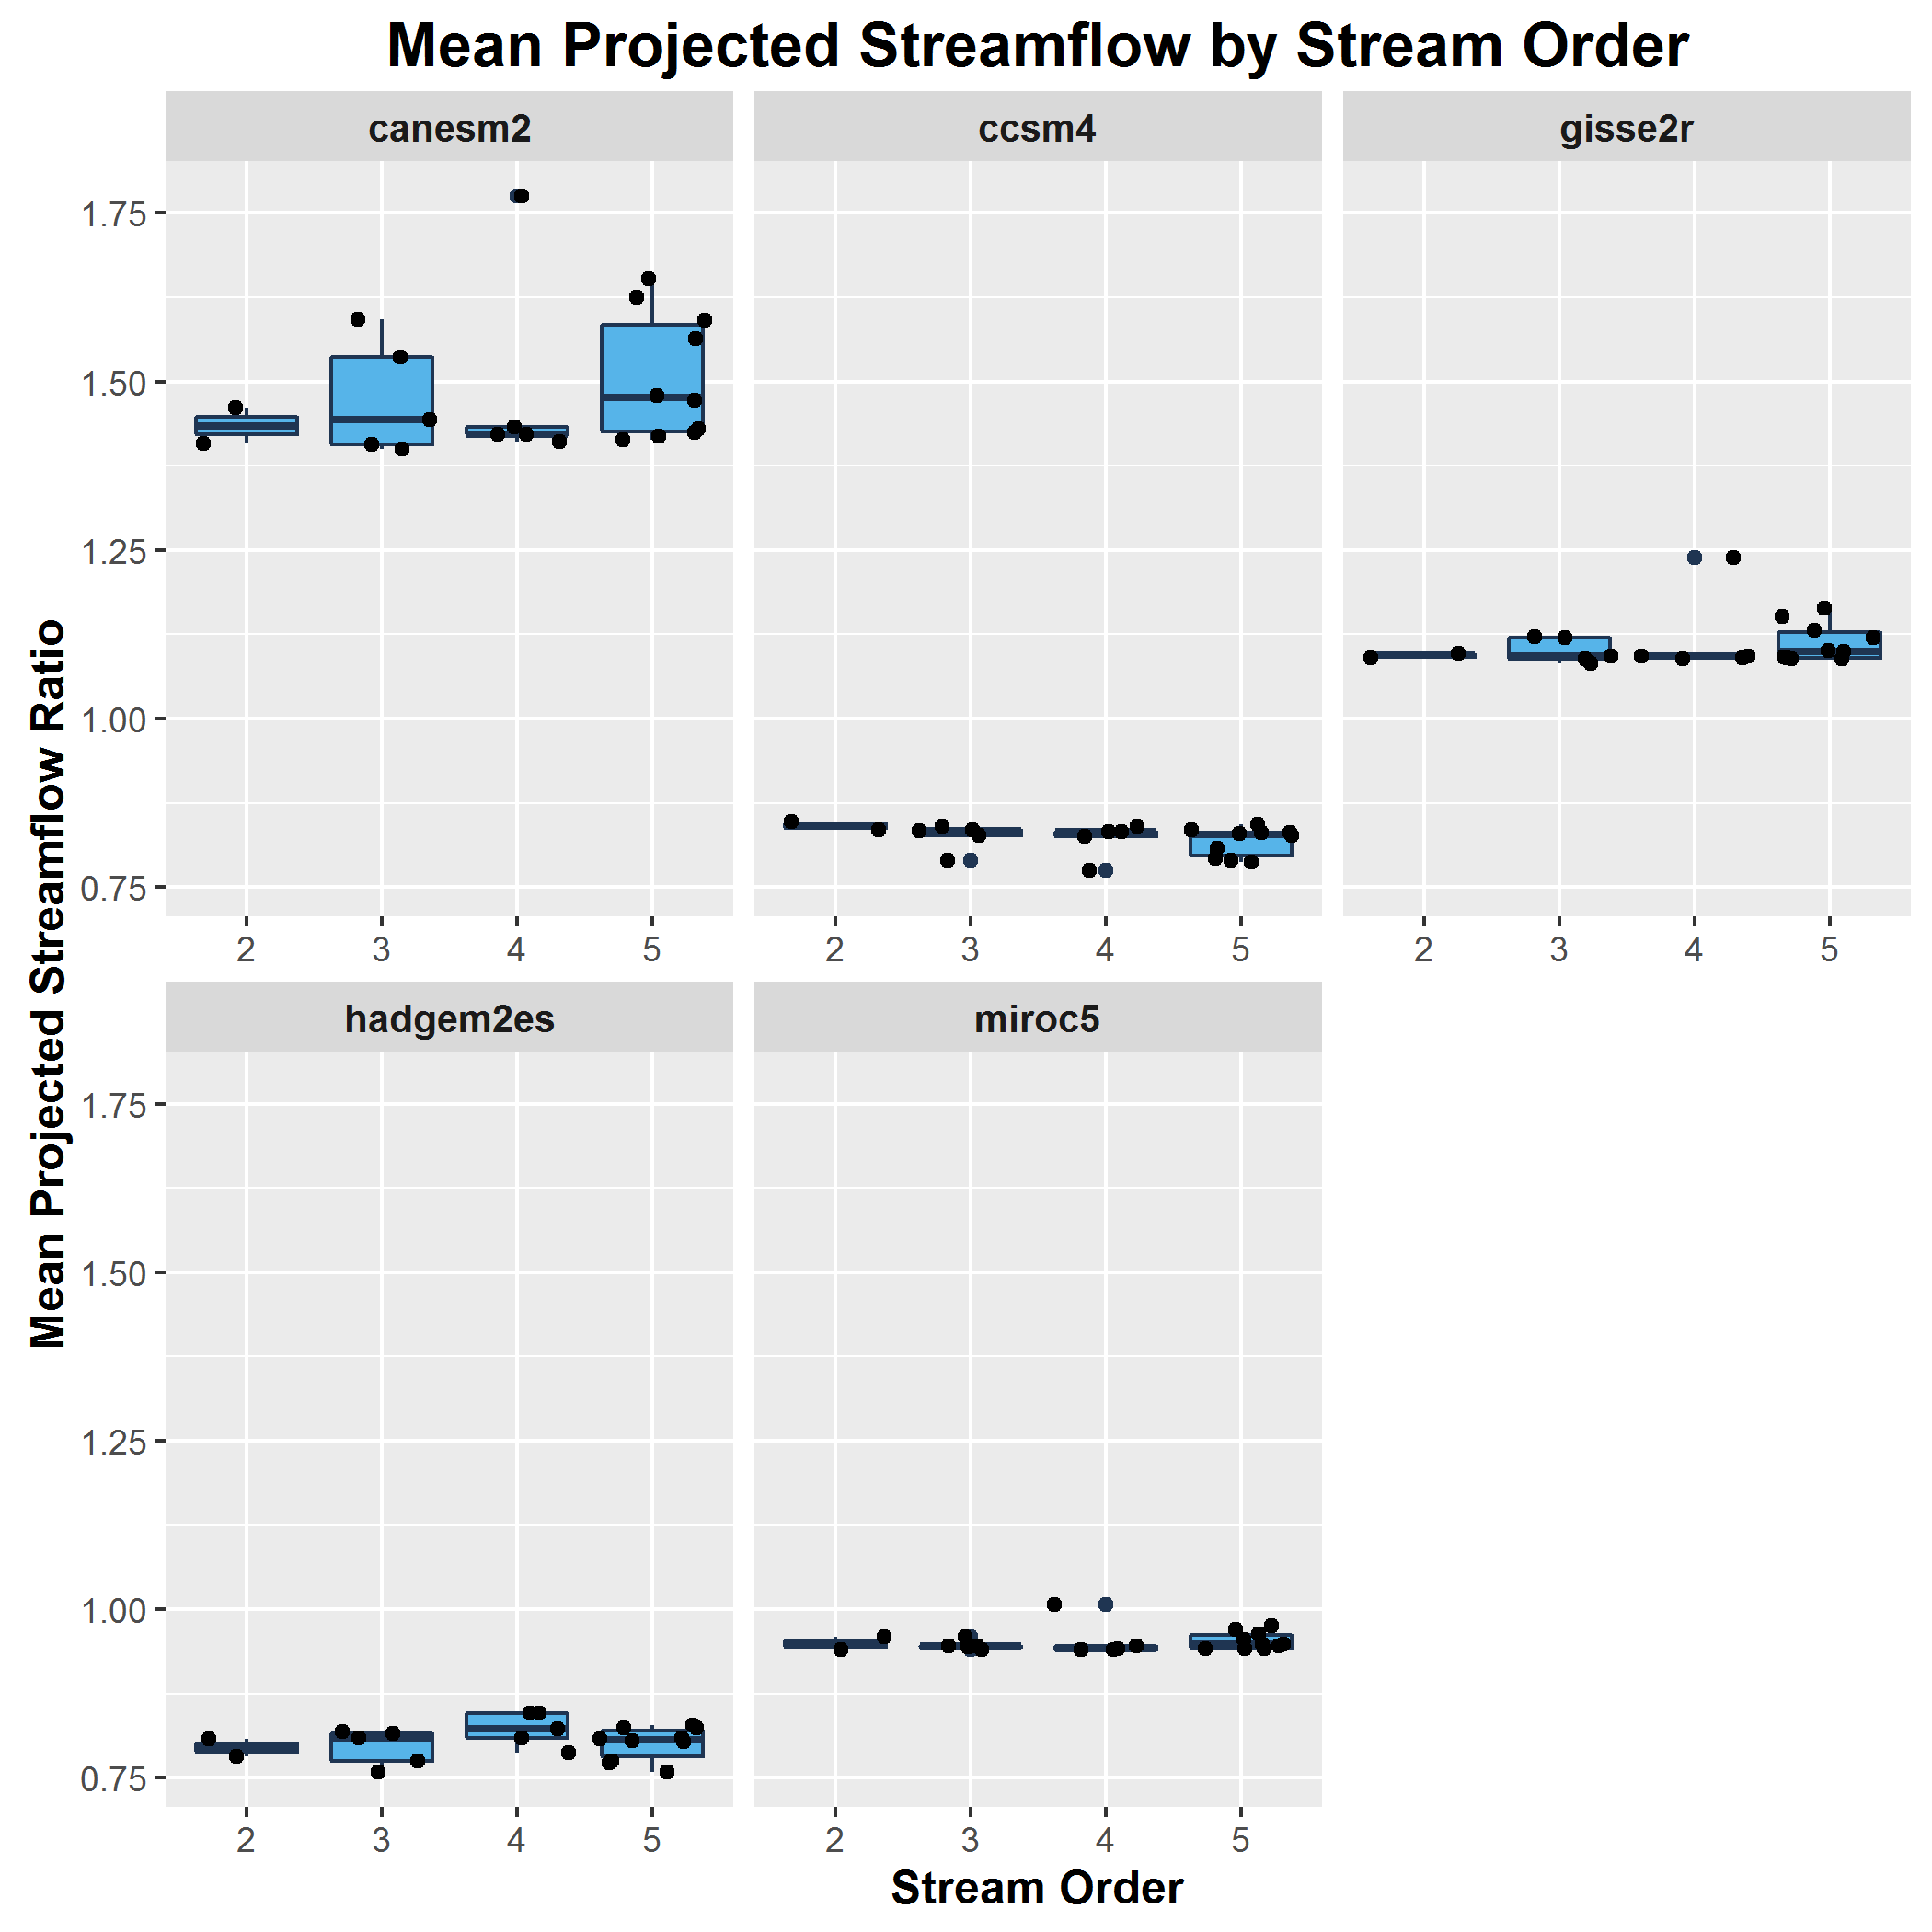 Mean Projected Streamflow by Stream Order
canesm2
ccsm4
gisse2r
1.75
1.50
1.25
1.00
0.75
2 3 4 5
2 3 4 5
2 3 4 5
Mean Projected Streamflow Ratio
hadgem2es
miroc5
1.75
1.50
1.25
1.00
0.75
2 3 4 5
2 3 4 5
Stream Order